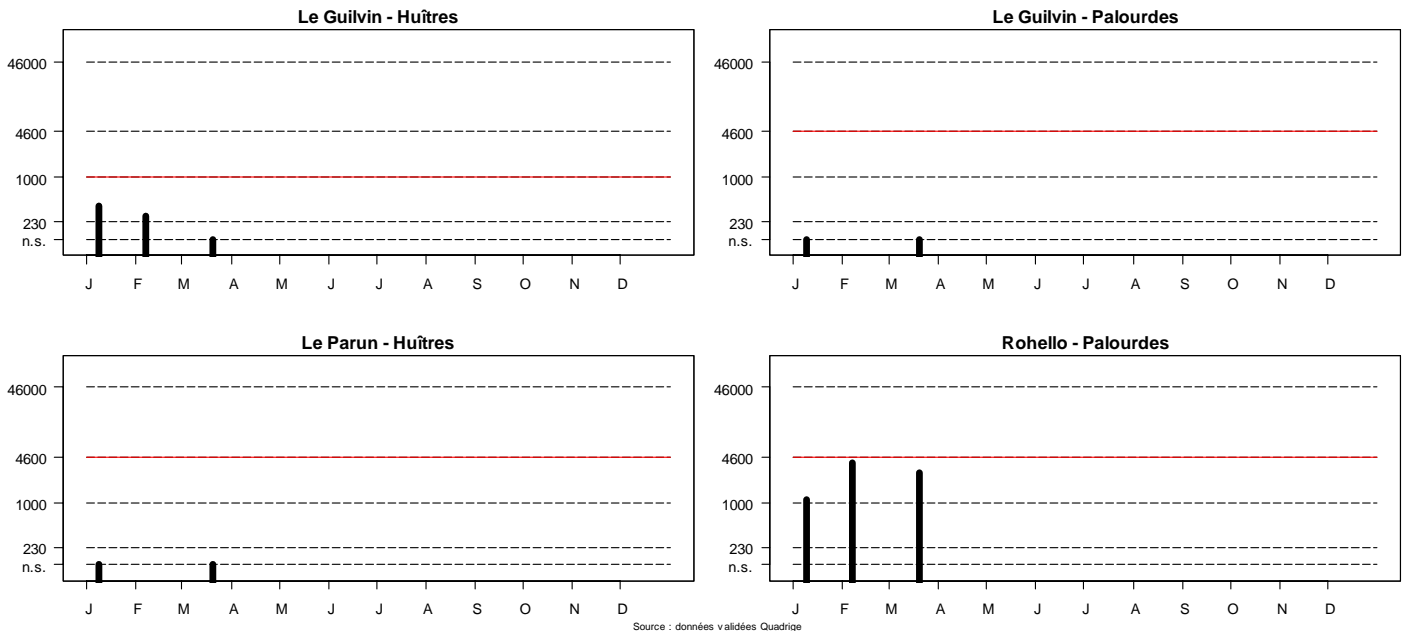 Le Guilvin - Huîtres
46000
4600
1000
230
n.s.
J F M A M J J A S O N D
Le Guilvin - Palourdes
46000
4600
1000
230
n.s.
J F M A M J J A S O N D
Le Parun - Huîtres
46000
4600
1000
230
n.s.
J F M A M J J A S O N D
Rohello - Palourdes
46000
4600
1000
230
n.s.
J F M A M J J A S O N D
Source : données validées Quadrige